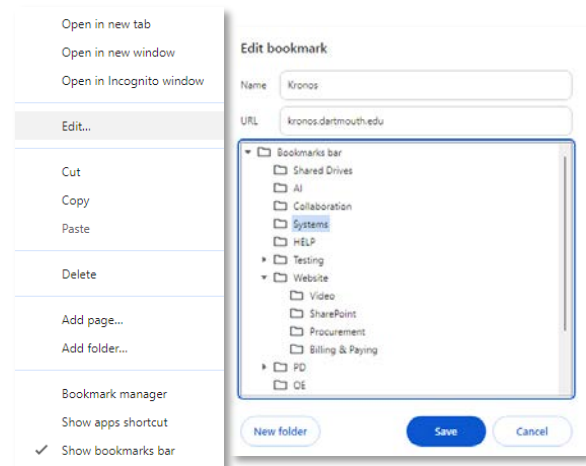 Open in new tab
Open in new window
Open in Incognito window
Edit...
Cut
Copy
Paste
Delete
Add page...
Add folder...
Bookmark manager
Show apps shortcut
Show bookmarks bar
Edit bookmark
Name Kronos
URL kronos.dartmouth.edu
Bookmarks bar
Shared Drives
AI
Collaboration
Systems
HELP
Testing
Website
Video
SharePoint
Procurement
Billing & Paying
PD
OE
New folder Save Cancel